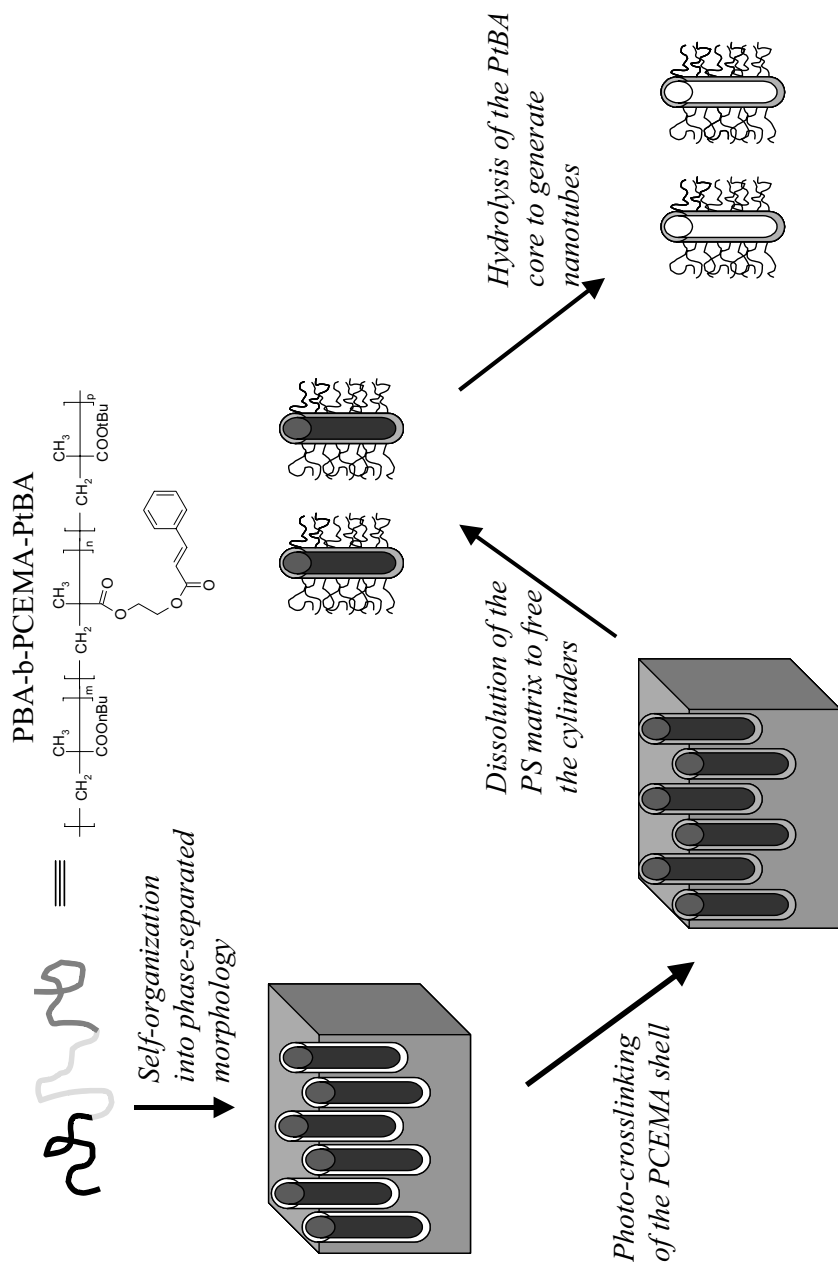 PBA-b-PCEMA-PtBA
CH₃
CH₃
CH₃
CH₂
CH₂
CH₂
m
n
p
COOnBu
COOtBu
O
O
O
O
Self-organization
into phase-separated
morphology
Photo-crosslinking
of the PCEMA shell
Dissolution of the
PS matrix to free
the cylinders
Hydrolysis of the PtBA
core to generate
nanotubes